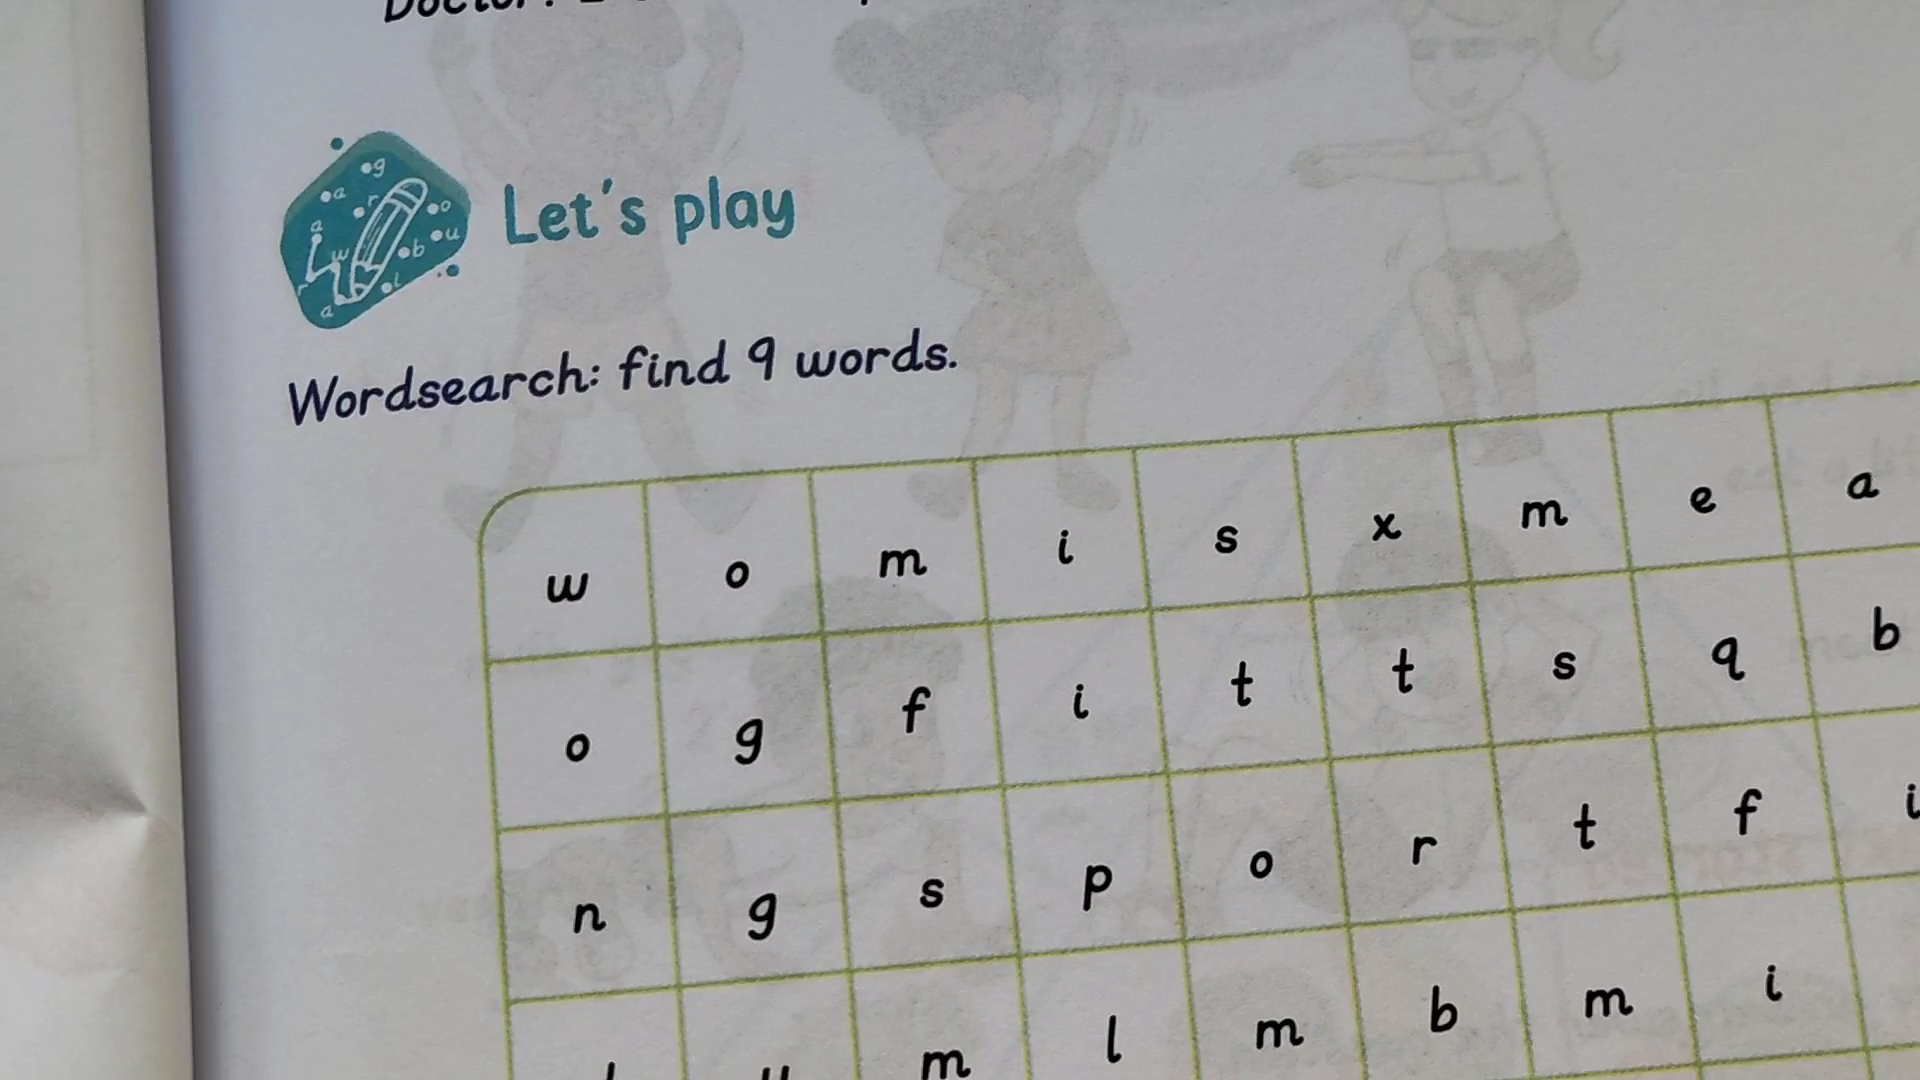 Let's play
Wordsearch: find 9 words.
w o m i s x m e a
o g f i t t s q b
n g s p o r t f i
m l m b m i